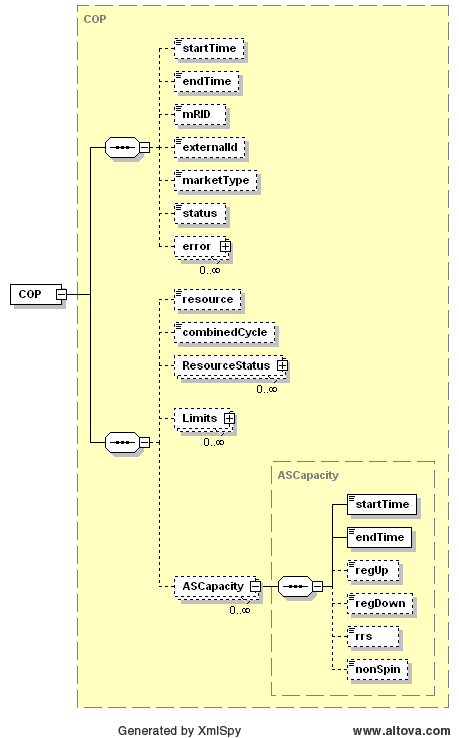 COP
startTime
endTime
mRID
externalId
marketType
status
error
0..∞
COP
resource
combinedCycle
ResourceStatus
0..∞
Limits
0..∞
ASCapacity
startTime
endTime
regUp
ASCapacity
0..∞
regDown
rrs
nonSpin
Generated by XmlSpy www.altova.com